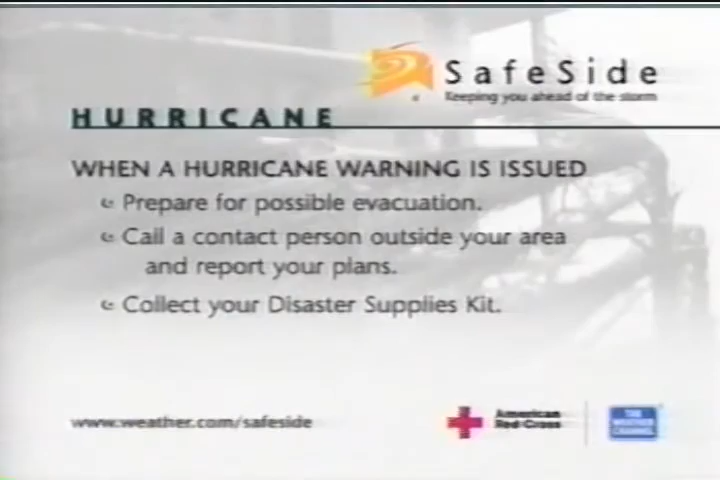 SafeSide
Keeping you ahead of the storm
HURRICANE
WHEN A HURRICANE WARNING IS ISSUED
Prepare for possible evacuation.
Call a contact person outside your area
and report your plans.
Collect your Disaster Supplies Kit.
www.weather.com/safeside
American
Red Cross
THE
WEATHER
CHANNEL